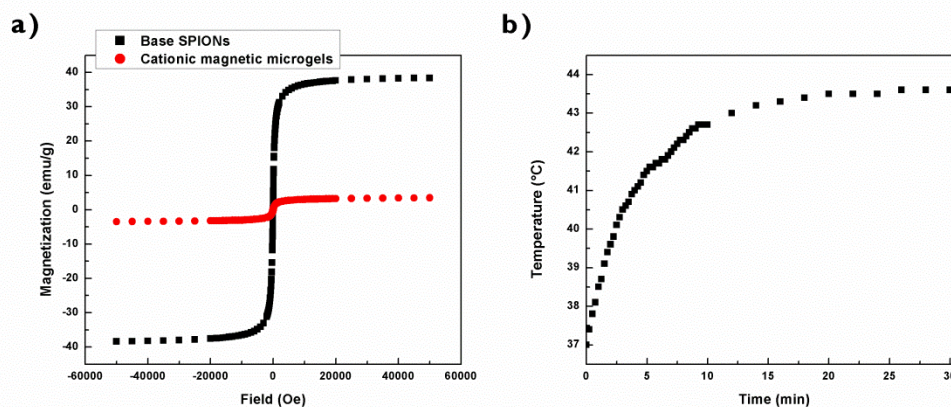 a)
Base SPIONs
Cationic magnetic microgels
40
30
20
10
0
-10
-20
-30
-40
Magnetization (emu/g)
-60000 -40000 -20000 0 20000 40000 60000
Field (Oe)
b)
44
43
42
41
40
39
38
37
Temperature (°C)
0 5 10 15 20 25 30
Time (min)